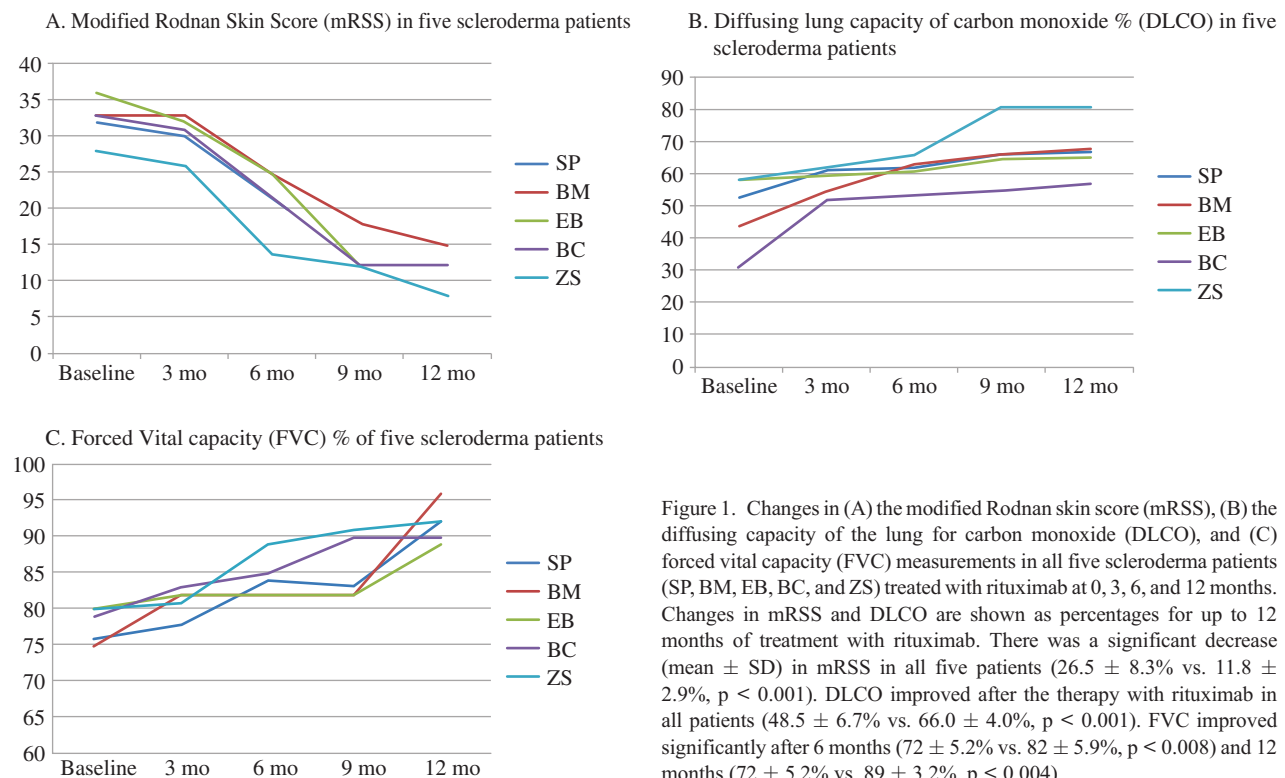 A. Modified Rodnan Skin Score (mRSS) in five scleroderma patients
40
35
30
25
20
15
10
5
0
Baseline 3 mo 6 mo 9 mo 12 mo
SP
BM
EB
BC
ZS
B. Diffusing lung capacity of carbon monoxide % (DLCO) in five
scleroderma patients
90
80
70
60
50
40
30
20
10
0
Baseline 3 mo 6 mo 9 mo 12 mo
SP
BM
EB
BC
ZS
C. Forced Vital capacity (FVC) % of five scleroderma patients
100
95
90
85
80
75
70
65
60
Baseline 3 mo 6 mo 9 mo 12 mo
SP
BM
EB
BC
ZS
Figure 1. Changes in (A) the modified Rodnan skin score (mRSS), (B) the
diffusing capacity of the lung for carbon monoxide (DLCO), and (C)
forced vital capacity (FVC) measurements in all five scleroderma patients
(SP, BM, EB, BC, and ZS) treated with rituximab at 0, 3, 6, and 12 months.
Changes in mRSS and DLCO are shown as percentages for up to 12
months of treatment with rituximab. There was a significant decrease
(mean ± SD) in mRSS in all five patients (26.5 ± 8.3% vs. 11.8 ±
2.9%, p < 0.001). DLCO improved after the therapy with rituximab in
all patients (48.5 ± 6.7% vs. 66.0 ± 4.0%, p < 0.001). FVC improved
significantly after 6 months (72 ± 5.2% vs. 82 ± 5.9%, p < 0.008) and 12
months (72 ± 5.2% vs. 89 ± 3.2%, p < 0.004)